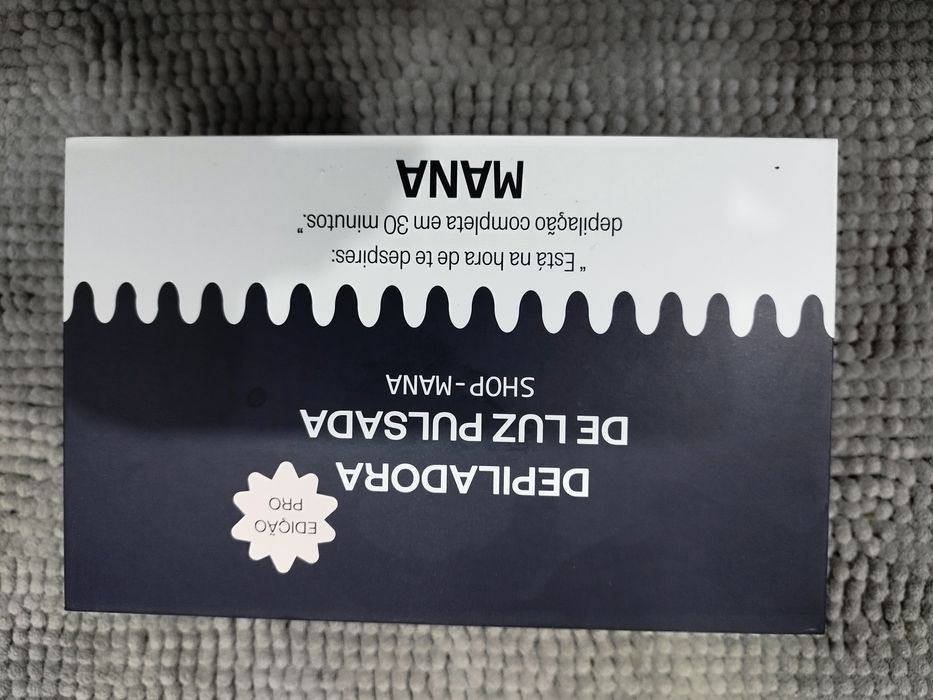 EDIÇÃO
PRO
DEPILADORA
DE LUZ PULSADA
SHOP-MANA
“Está na hora de te despires:
depilação completa em 30 minutos.”
MANA